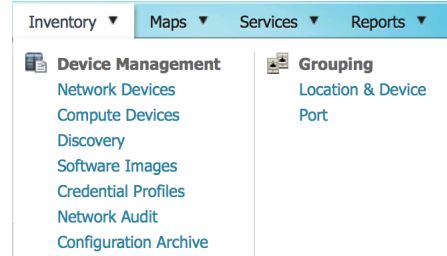 Inventory ▼ Maps ▼ Services ▼ Reports ▼
Device Management
Network Devices
Compute Devices
Discovery
Software Images
Credential Profiles
Network Audit
Configuration Archive
Grouping
Location & Device
Port